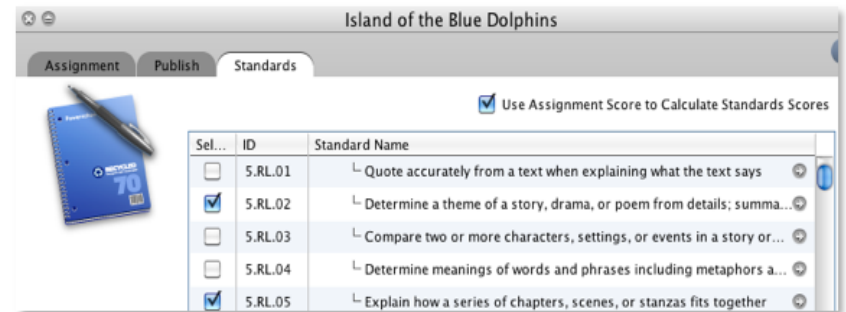 Island of the Blue Dolphins
Assignment Publish Standards
Use Assignment Score to Calculate Standards Scores
Sel... ID Standard Name
5.RL.01 Quote accurately from a text when explaining what the text says
5.RL.02 Determine a theme of a story, drama, or poem from details; summa...
5.RL.03 Compare two or more characters, settings, or events in a story or...
5.RL.04 Determine meanings of words and phrases including metaphors a...
5.RL.05 Explain how a series of chapters, scenes, or stanzas fits together
RECYCLED
70